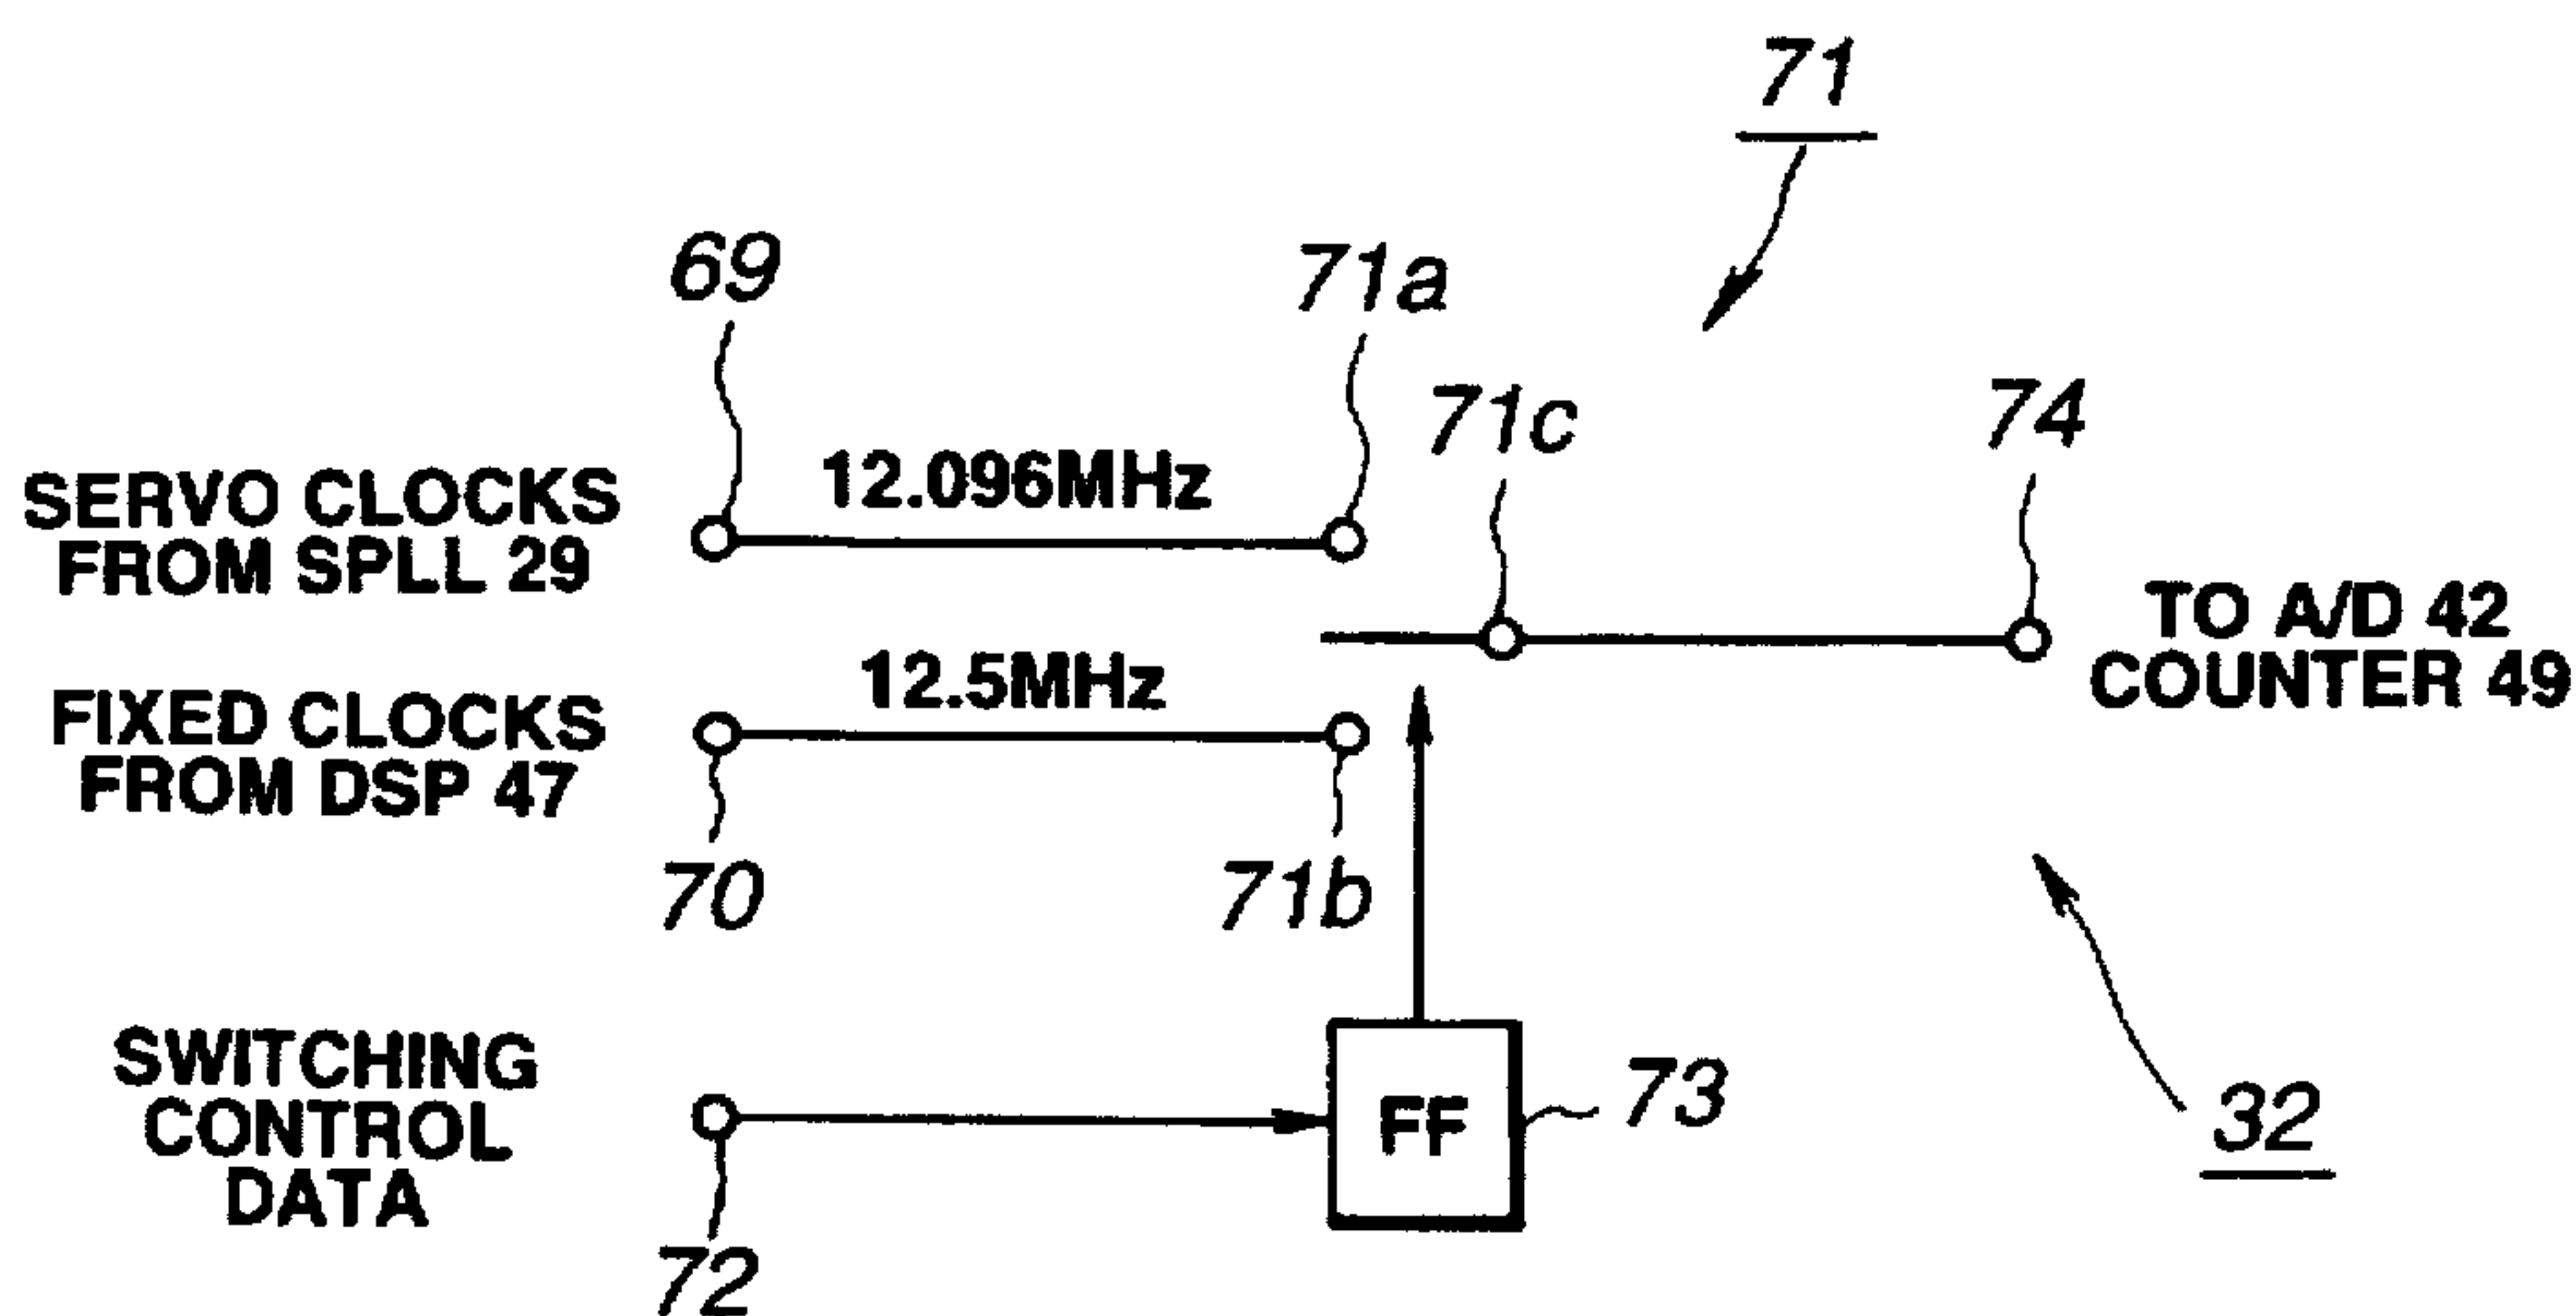 71
69
71a
71c
74
SERVO CLOCKS
FROM SPLL 29
12.096MHz
TO A/D 42
COUNTER 49
FIXED CLOCKS
FROM DSP 47
12.5MHz
70
71b
SWITCHING
CONTROL
DATA
72
FF
73
32